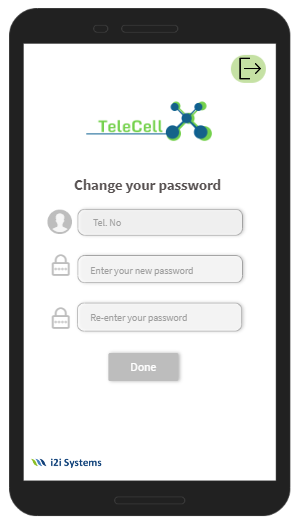 TeleCell
Change your password
Tel. No
Enter your new password
Re-enter your password
Done
i2i Systems